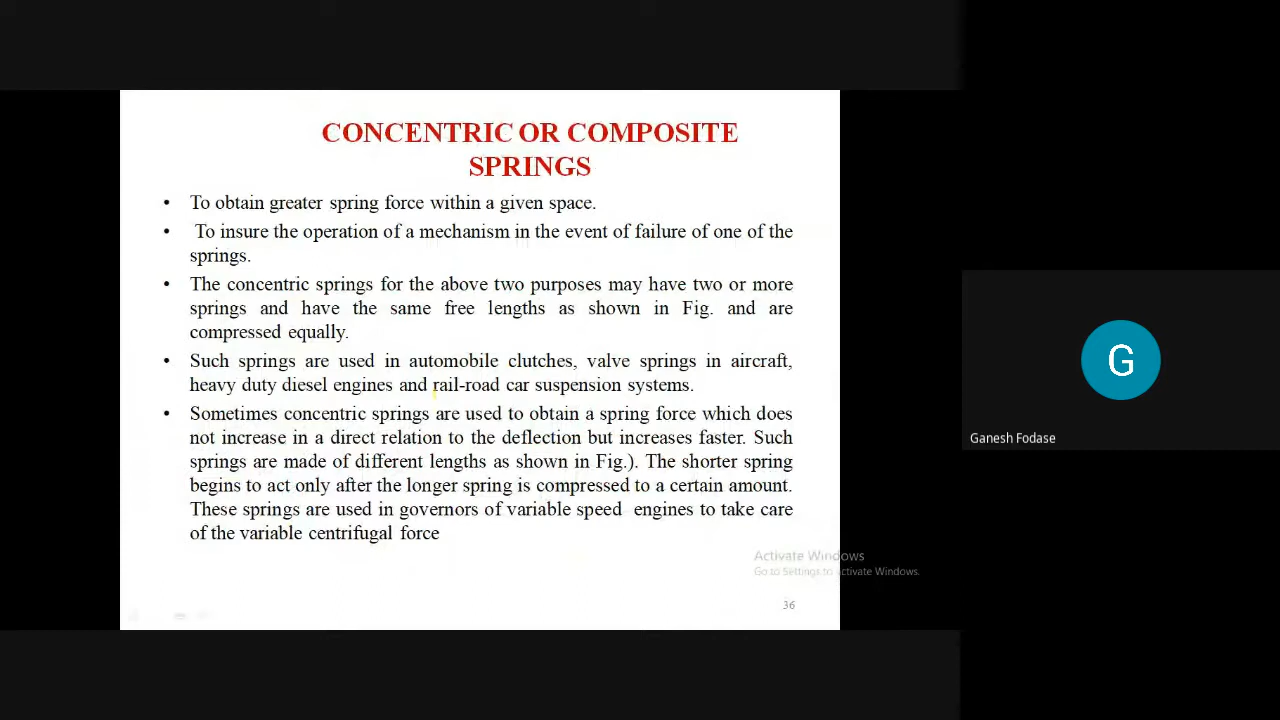 CONCENTRIC OR COMPOSITE
SPRINGS
• To obtain greater spring force within a given space.
• To insure the operation of a mechanism in the event of failure of one of the
springs.
• The concentric springs for the above two purposes may have two or more
springs and have the same free lengths as shown in Fig. and are
compressed equally.
• Such springs are used in automobile clutches, valve springs in aircraft,
heavy duty diesel engines and rail-road car suspension systems.
• Sometimes concentric springs are used to obtain a spring force which does
not increase in a direct relation to the deflection but increases faster. Such
springs are made of different lengths as shown in Fig.). The shorter spring
begins to act only after the longer spring is compressed to a certain amount.
These springs are used in governors of variable speed engines to take care
of the variable centrifugal force
Activate Windows
Go to Settings to activate Windows.
36
G
Ganesh Fodase